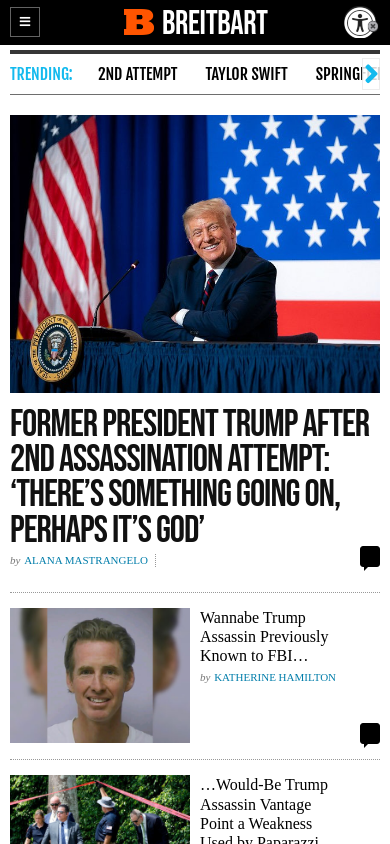 BREITBART
TRENDING:
2ND ATTEMPT
TAYLOR SWIFT
FORMER PRESIDENT TRUMP AFTER
2ND ASSASSINATION ATTEMPT:
‘THERE’S SOMETHING GOING ON,
PERHAPS IT’S GOD’
by ALANA MASTRANGELO
Wannabe Trump
Assassin Previously
Known to FBI…
by KATHERINE HAMILTON
…Would-Be Trump
Assassin Vantage
Point a Weakness
Used by Paparazzi